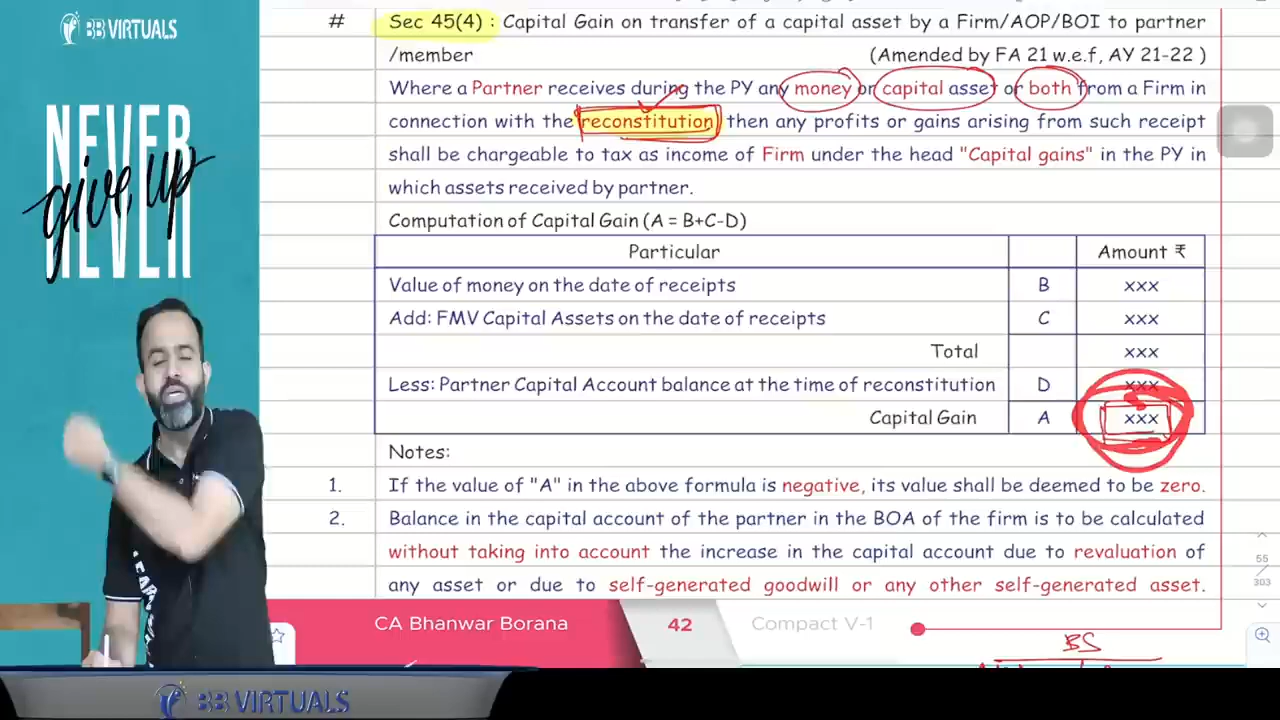 BB VIRTUALS
NEVER
give up
NEVER
# Sec 45(4) : Capital Gain on transfer of a capital asset by a Firm/AOP/BOI to partner
/member (Amended by FA 21 w.e.f, AY 21-22 )
Where a Partner receives during the PY any money or capital asset or both from a Firm in
connection with the reconstitution, then any profits or gains arising from such receipt
shall be chargeable to tax as income of Firm under the head "Capital gains" in the PY in
which assets received by partner.
Computation of Capital Gain (A = B+C-D)
Particular Amount ₹
Value of money on the date of receipts B xxx
Add: FMV Capital Assets on the date of receipts C xxx
Total xxx
Less: Partner Capital Account balance at the time of reconstitution D xxx
Capital Gain A xxx
Notes:
1. If the value of "A" in the above formula is negative, its value shall be deemed to be zero.
2. Balance in the capital account of the partner in the BOA of the firm is to be calculated
without taking into account the increase in the capital account due to revaluation of
any asset or due to self-generated goodwill or any other self-generated asset.
55
303
CA Bhanwar Borana 42 Compact V-1
BS
BB VIRTUALS